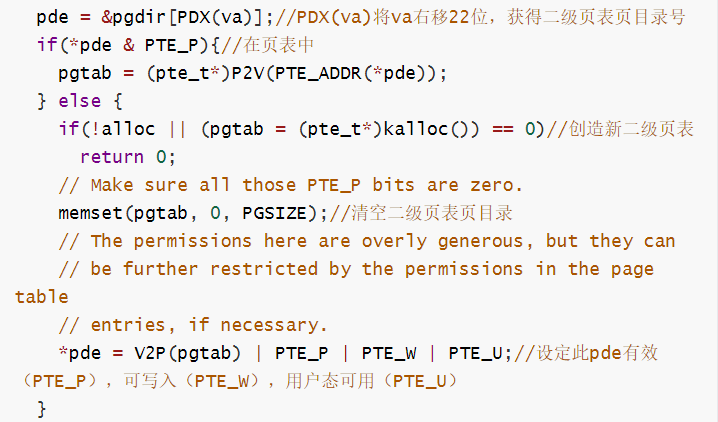 pde = &pgdir[PDX(va)];//PDX(va)将va右移22位，获得二级页表页目录号
if(*pde & PTE_P){//在页表中
pgtab = (pte_t*)P2V(PTE_ADDR(*pde));
} else {
if(!alloc || (pgtab = (pte_t*)kalloc()) == 0)//创造新二级页表
return 0;
// Make sure all those PTE_P bits are zero.
memset(pgtab, 0, PGSIZE);//清空二级页表页目录
// The permissions here are overly generous, but they can
// be further restricted by the permissions in the page
table
// entries, if necessary.
*pde = V2P(pgtab) | PTE_P | PTE_W | PTE_U;//设定此pde有效
（PTE_P），可写入（PTE_W），用户态可用（PTE_U）
}